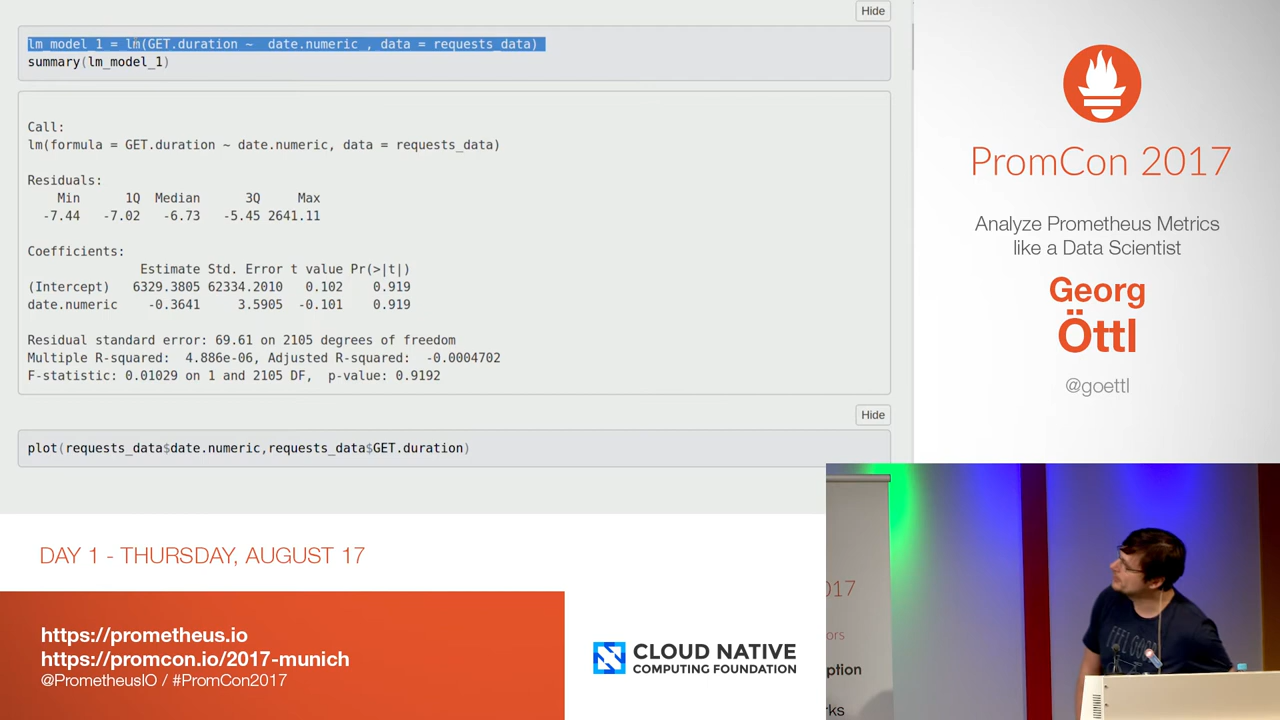 Hide
lm_model_1 = lm(GET.duration ~  date.numeric , data = requests_data)
summary(lm_model_1)
Call:
lm(formula = GET.duration ~ date.numeric, data = requests_data)
Residuals:
Min 1Q Median 3Q Max
-7.44 -7.02 -6.73 -5.45 2641.11
Coefficients:
Estimate Std. Error t value Pr(>|t|)
(Intercept) 6329.3805 62334.2010 0.102 0.919
date.numeric -0.3641 3.5905 -0.101 0.919
Residual standard error: 69.61 on 2105 degrees of freedom
Multiple R-squared:  4.886e-06, Adjusted R-squared:  -0.0004702
F-statistic: 0.01029 on 1 and 2105 DF,  p-value: 0.9192
Hide
plot(requests_data$date.numeric,requests_data$GET.duration)
PromCon 2017
Analyze Prometheus Metrics
like a Data Scientist
Georg
Öttl
@goettl
DAY 1 - THURSDAY, AUGUST 17
https://prometheus.io
https://promcon.io/2017-munich
@PrometheusIO / #PromCon2017
CLOUD NATIVE
COMPUTING FOUNDATION
017
ors
ption
rks
FEEL GOOD